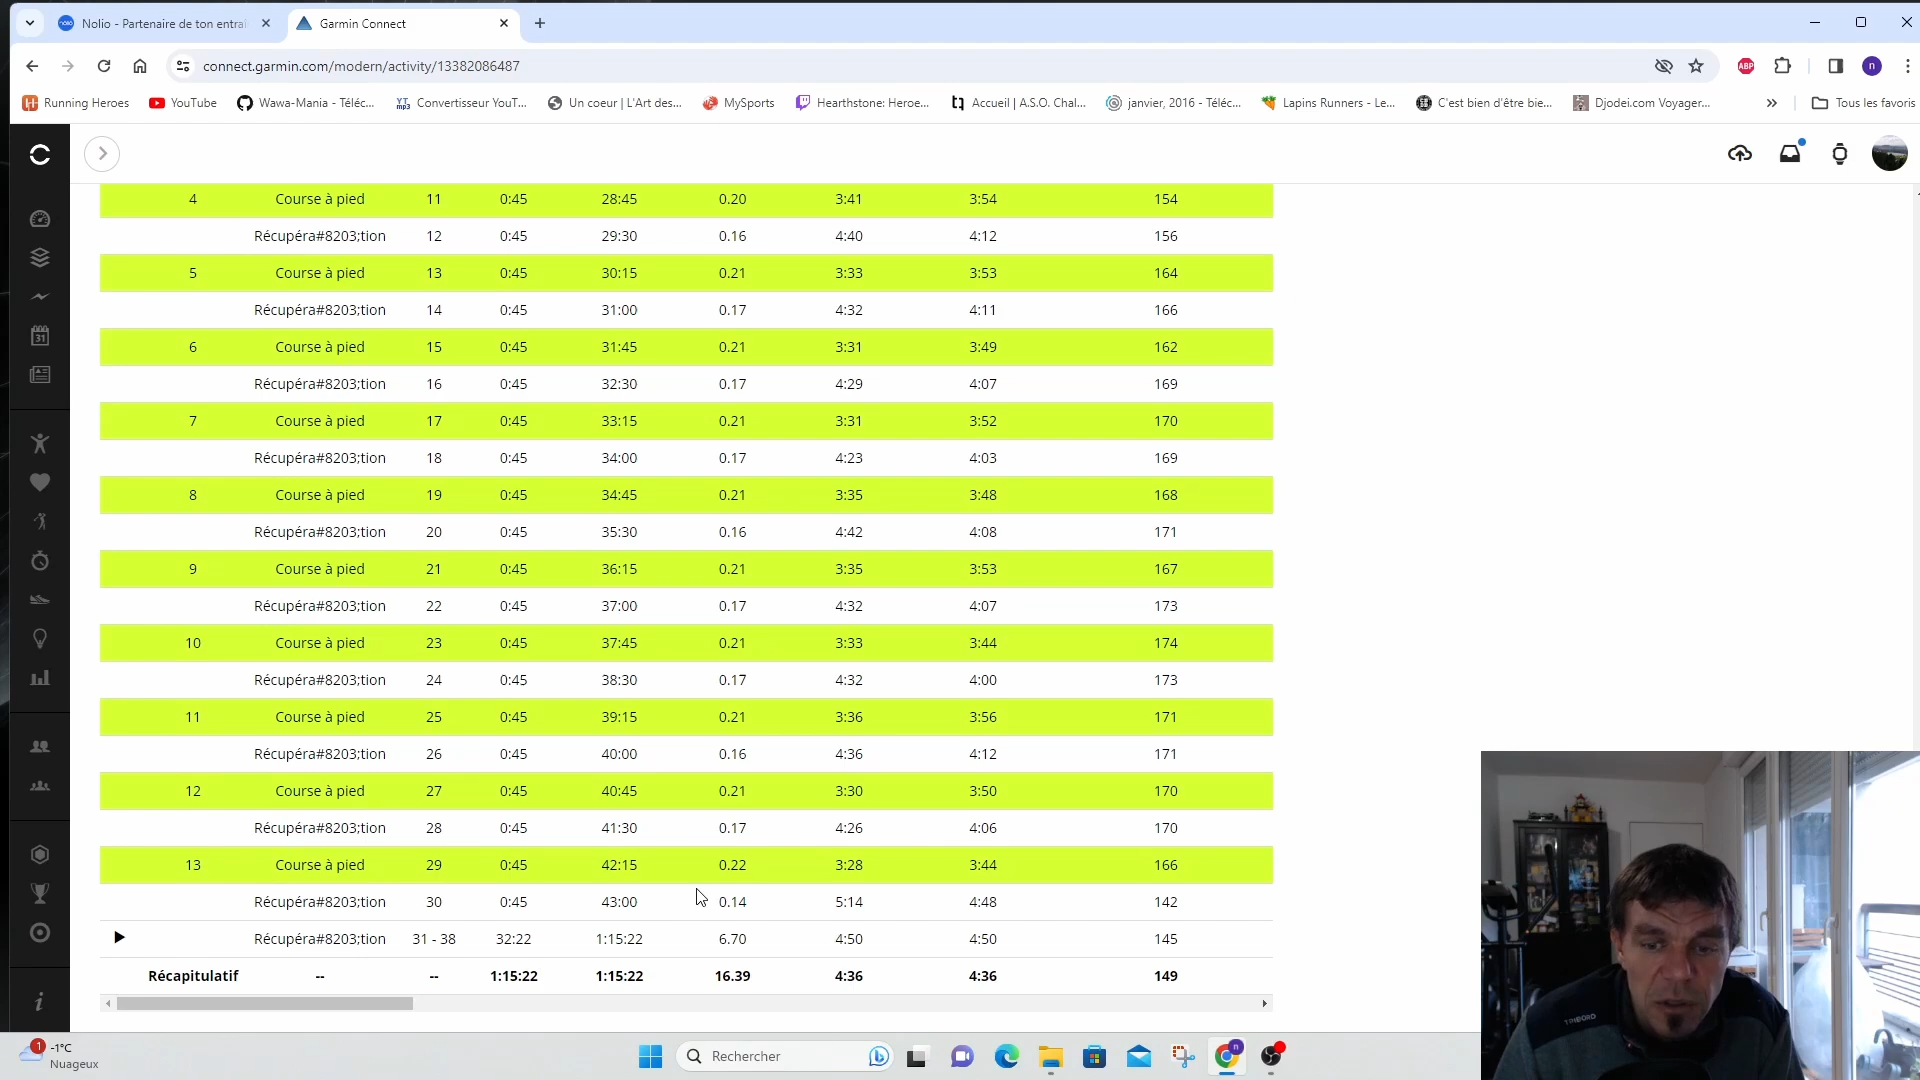 Nolio - Partenaire de ton entrai
Garmin Connect
connect.garmin.com/modern/activity/13382086487
ABP
n
Running Heroes
YouTube
Wawa-Mania - Téléc...
Convertisseur YouT...
Un coeur | L'Art des...
MySports
Hearthstone: Heroe...
Accueil | A.S.O. Chal...
janvier, 2016 - Téléc...
Lapins Runners - Le...
C'est bien d'être bie...
Djodei.com Voyager...
Tous les favoris
4 Course à pied 11 0:45 28:45 0.20 3:41 3:54 154
Récupéra#8203;tion 12 0:45 29:30 0.16 4:40 4:12 156
5 Course à pied 13 0:45 30:15 0.21 3:33 3:53 164
Récupéra#8203;tion 14 0:45 31:00 0.17 4:32 4:11 166
6 Course à pied 15 0:45 31:45 0.21 3:31 3:49 162
Récupéra#8203;tion 16 0:45 32:30 0.17 4:29 4:07 169
7 Course à pied 17 0:45 33:15 0.21 3:31 3:52 170
Récupéra#8203;tion 18 0:45 34:00 0.17 4:23 4:03 169
8 Course à pied 19 0:45 34:45 0.21 3:35 3:48 168
Récupéra#8203;tion 20 0:45 35:30 0.16 4:42 4:08 171
9 Course à pied 21 0:45 36:15 0.21 3:35 3:53 167
Récupéra#8203;tion 22 0:45 37:00 0.17 4:32 4:07 173
10 Course à pied 23 0:45 37:45 0.21 3:33 3:44 174
Récupéra#8203;tion 24 0:45 38:30 0.17 4:32 4:00 173
11 Course à pied 25 0:45 39:15 0.21 3:36 3:56 171
Récupéra#8203;tion 26 0:45 40:00 0.16 4:36 4:12 171
12 Course à pied 27 0:45 40:45 0.21 3:30 3:50 170
Récupéra#8203;tion 28 0:45 41:30 0.17 4:26 4:06 170
13 Course à pied 29 0:45 42:15 0.22 3:28 3:44 166
Récupéra#8203;tion 30 0:45 43:00 0.14 5:14 4:48 142
Récupéra#8203;tion 31 - 38 32:22 1:15:22 6.70 4:50 4:50 145
Récapitulatif -- -- 1:15:22 1:15:22 16.39 4:36 4:36 149
31
TRIBORD
1
-1°C
Nuageux
Rechercher
n